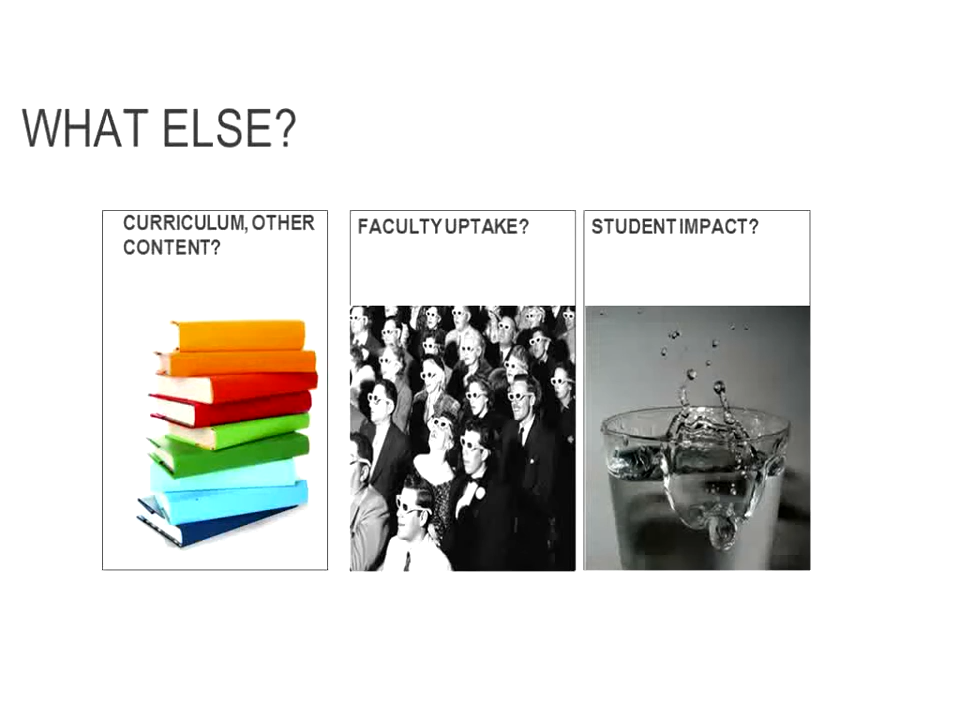 WHAT ELSE?
CURRICULUM, OTHER
CONTENT?
FACULTY UPTAKE?
STUDENT IMPACT?